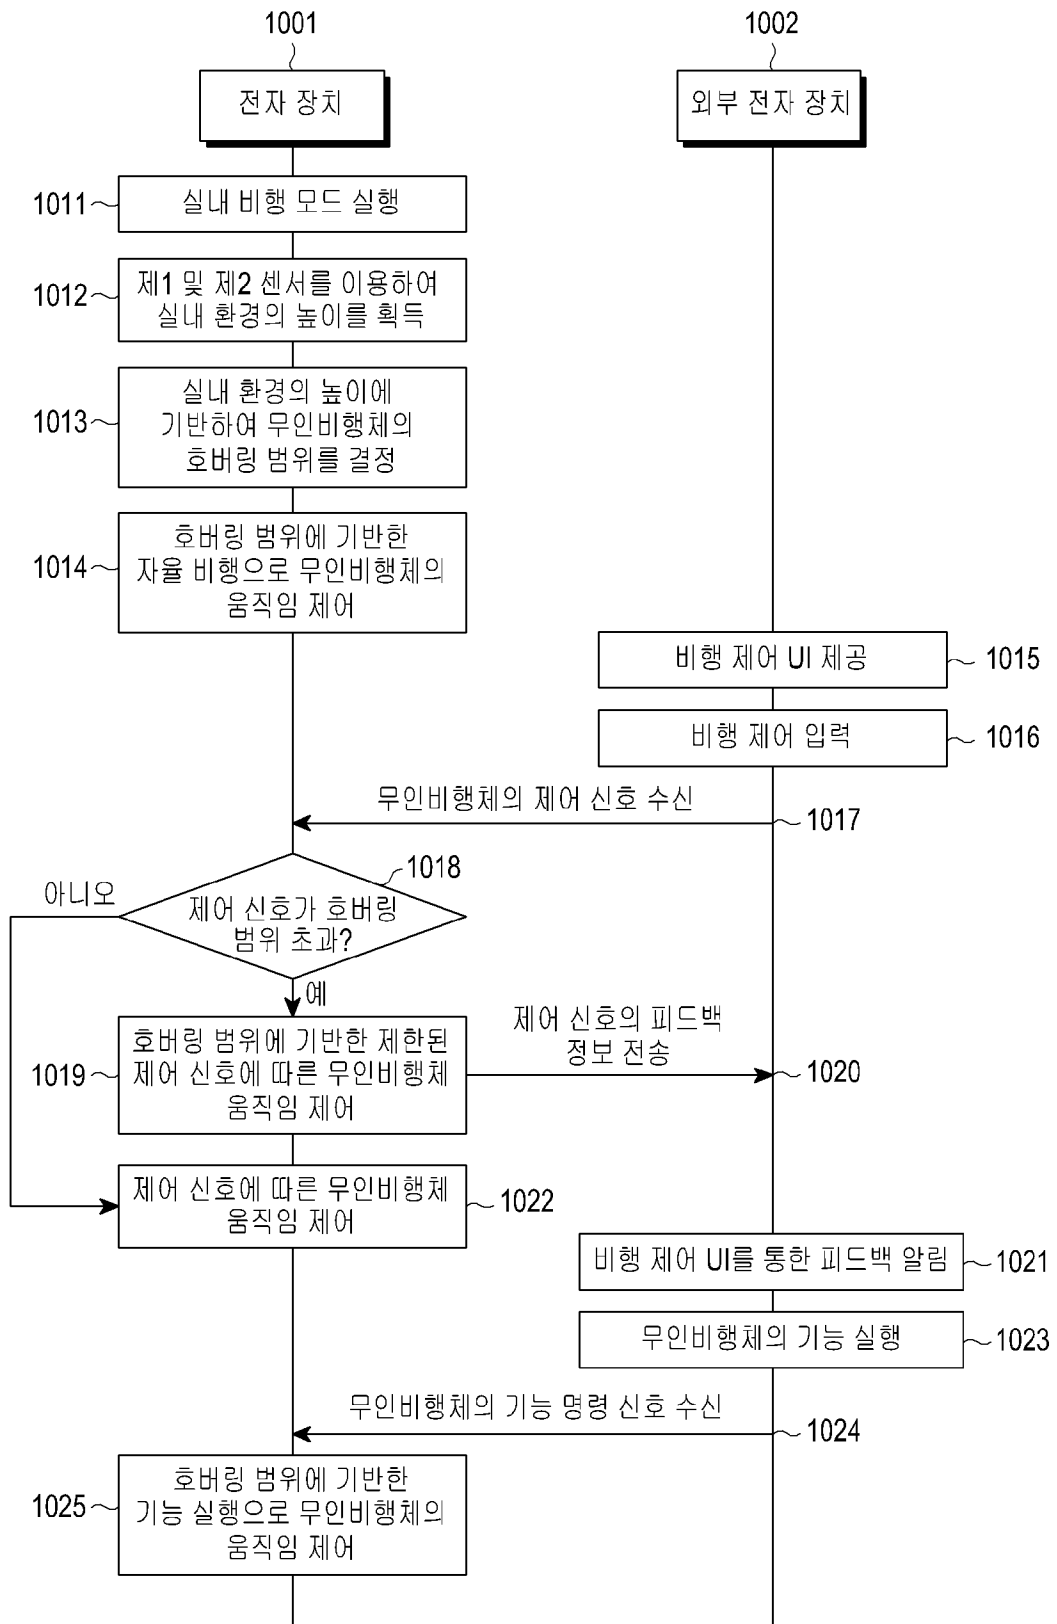 1001
1002
전자 장치
외부 전자 장치
1011
실내 비행 모드 실행
1012
제1 및 제2 센서를 이용하여
실내 환경의 높이를 획득
1013
실내 환경의 높이에
기반하여 무인비행체의
호버링 범위를 결정
1014
호버링 범위에 기반한
자율 비행으로 무인비행체의
움직임 제어
비행 제어 UI 제공
1015
비행 제어 입력
1016
무인비행체의 제어 신호 수신
1017
1018
아니오
제어 신호가 호버링
범위 초과?
예
1019
호버링 범위에 기반한 제한된
제어 신호에 따른 무인비행체
움직임 제어
제어 신호의 피드백
정보 전송
1020
제어 신호에 따른 무인비행체
움직임 제어
1022
비행 제어 UI를 통한 피드백 알림
1021
무인비행체의 기능 실행
1023
무인비행체의 기능 명령 신호 수신
1024
1025
호버링 범위에 기반한
기능 실행으로 무인비행체의
움직임 제어